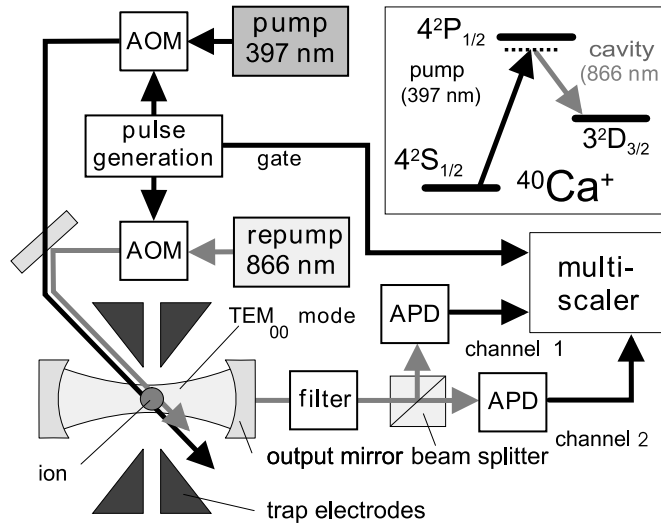 pump
397 nm
AOM
pulse
generation
gate
AOM
repump
866 nm
TEM₀₀ mode
4²P₁/₂
cavity
(866 nm)
pump
(397 nm)
3²D₃/₂
4²S₁/₂
⁴⁰Ca⁺
multi-
scaler
APD
channel 1
filter
APD
channel 2
ion
output mirror
beam splitter
trap electrodes